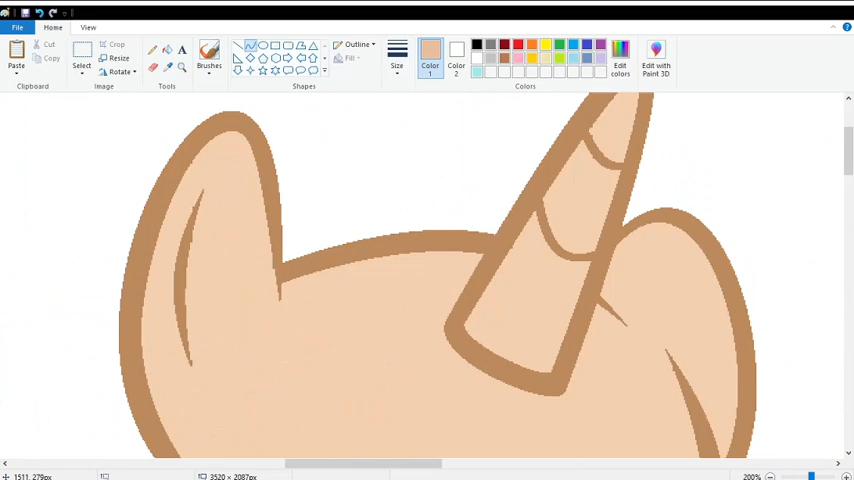 File Home View
Paste Cut Copy
Select Crop Resize Rotate
A
Brushes
Outline
Fill
Size
Color 1
Color 2
Edit colors
Edit with Paint 3D
Clipboard Image Tools Shapes Colors
1511, 279px 3520 × 2087px 200%